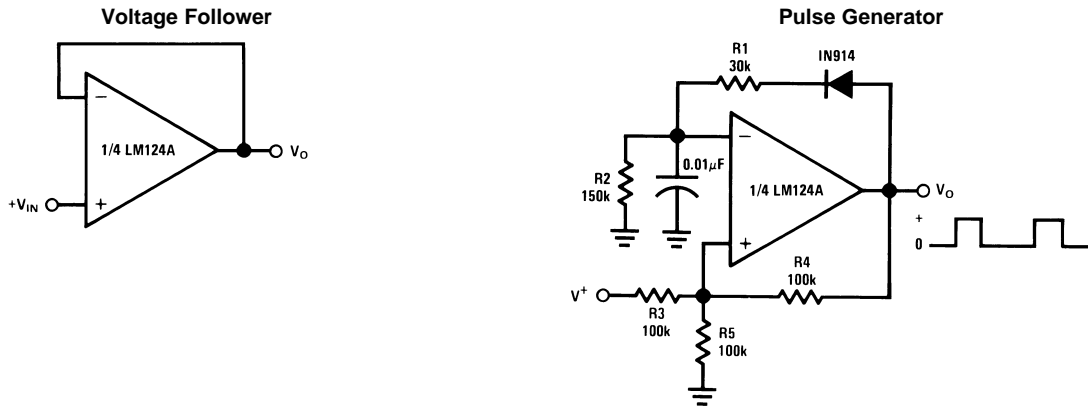 Voltage Follower
−
1/4 LM124A
VO
+VIN
+
Pulse Generator
R1
30k
IN914
−
0.01μF
R2
150k
1/4 LM124A
VO
+
0
+
R4
100k
V+
R3
100k
R5
100k